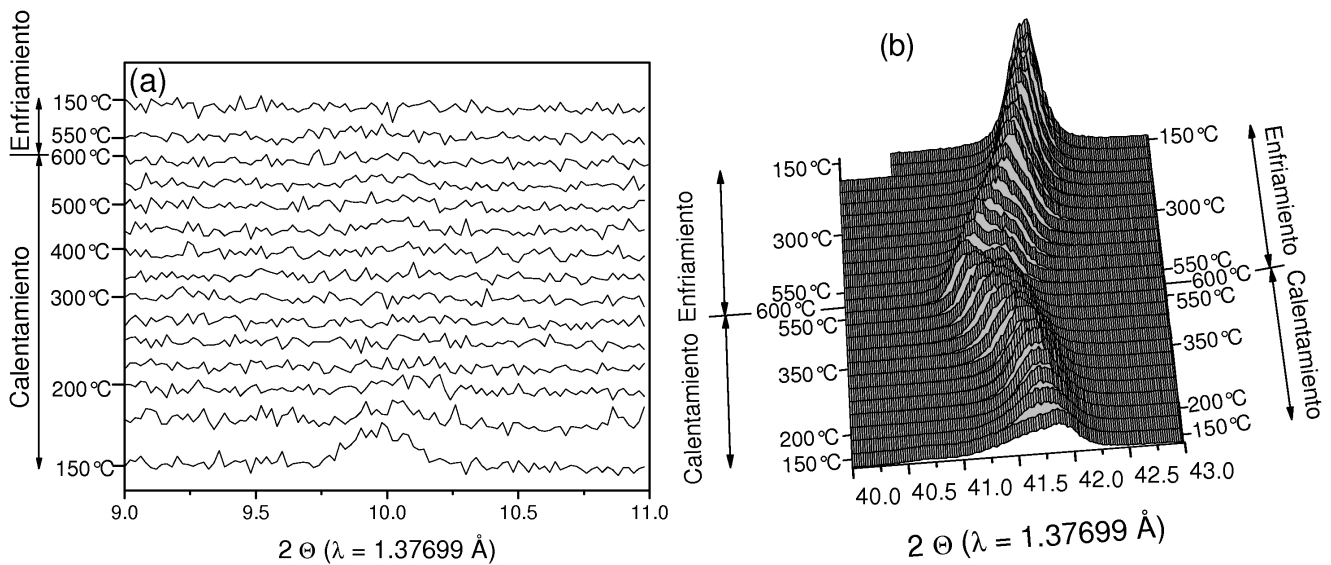 (a)
Enfriamiento
Calentamiento
150°C
550°C
600°C
500°C
400°C
300°C
200°C
150°C
9.0 9.5 10.0 10.5 11.0
2 Θ (λ = 1.37699 Å)
(b)
Enfriamiento
Calentamiento
150°C
300°C
550°C
600°C
550°C
350°C
200°C
150°C
150°C
300°C
550°C
600°C
550°C
350°C
200°C
150°C
Enfriamiento
Calentamiento
40.0 40.5 41.0 41.5 42.0 42.5 43.0
2 Θ (λ = 1.37699 Å)